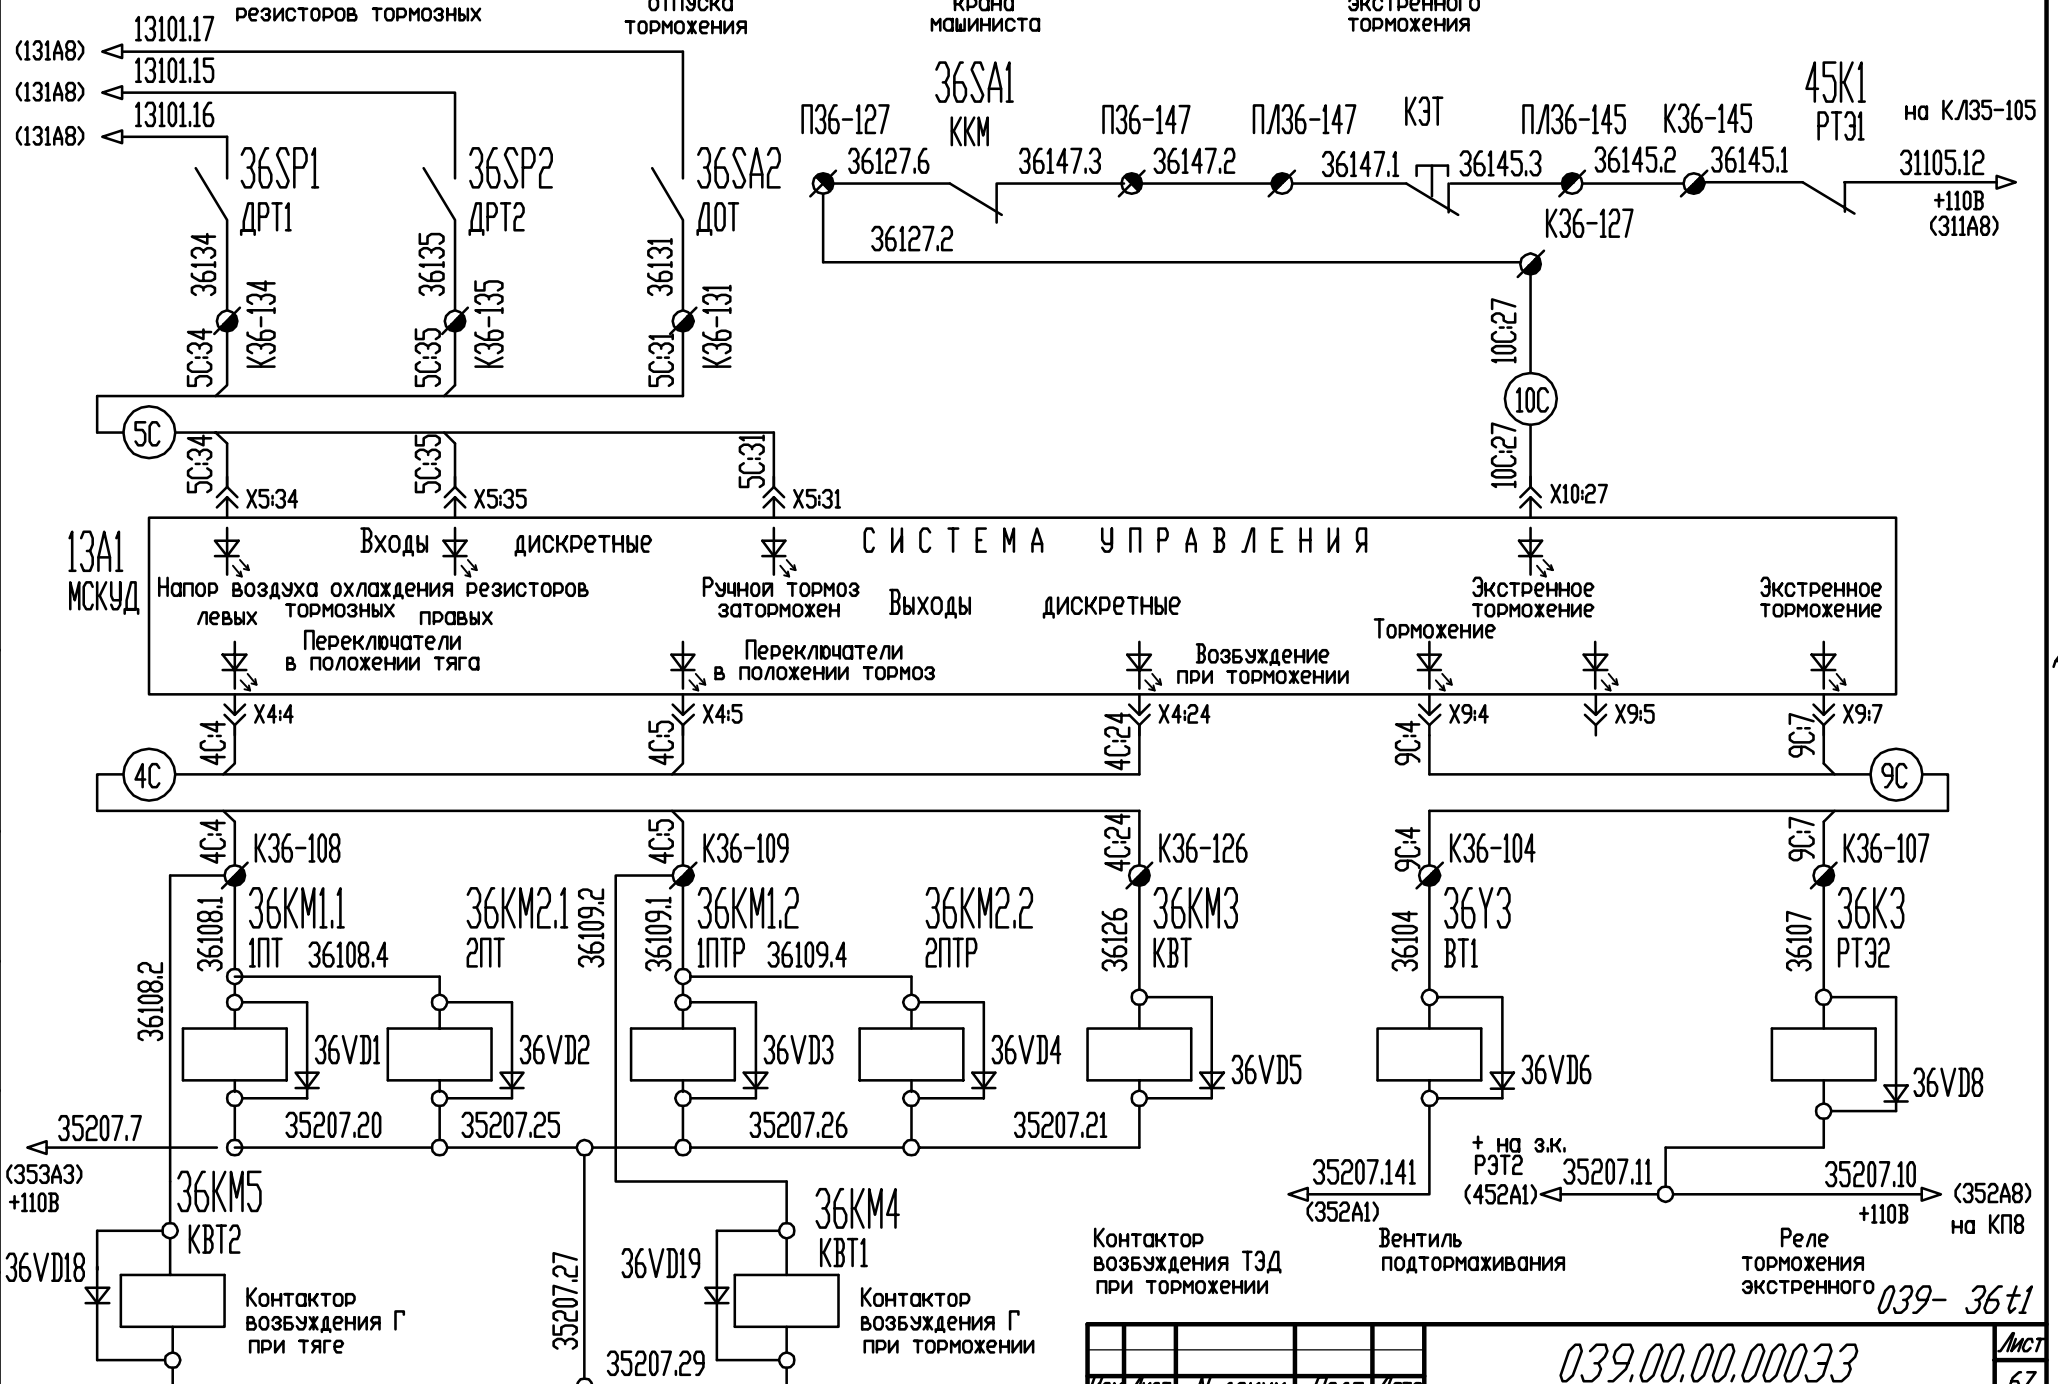 резисторов тормозных
отпуска
торможения
крана
машиниста
экстренного
торможения
(131А8)
13101.17
(131А8)
13101.15
(131А8)
13101.16
36SP1
ДРТ1
36SP2
ДРТ2
36SA2
ДОТ
36134
36135
36131
К36-134
К36-135
К36-131
5С:34
5С:35
5С:31
П36-127
36SA1
ККМ
П36-147
ПЛ36-147
КЭТ
ПЛ36-145
К36-145
45К1
РТЭ1
на КЛ35-105
36127.6
36147.3
36147.2
36147.1
36145.3
36145.2
36145.1
31105.12
+110В
(311А8)
36127.2
К36-127
10С:27
10С
10С:27
5С
5С:34
5С:35
5С:31
Х5:34
Х5:35
Х5:31
Х10:27
13А1
МСКУД
Входы дискретные
СИСТЕМА УПРАВЛЕНИЯ
Напор воздуха охлаждения резисторов
тормозных
левых
правых
Ручной тормоз
заторможен
Выходы дискретные
Экстренное
торможение
Экстренное
торможение
Переключатели
в положении тяга
Переключатели
в положении тормоз
Возбуждение
при торможении
Торможение
Х4:4
Х4:5
Х4:24
Х9:4
Х9:5
Х9:7
4С:4
4С:5
4С:24
9С:4
9С:7
4С
9С
4С:4
4С:5
4С:24
9С:4
9С:7
К36-108
К36-109
К36-126
К36-104
К36-107
36КМ1.1
1ПТ
36КМ2.1
2ПТ
36КМ1.2
1ПТР
36КМ2.2
2ПТР
36КМ3
КВТ
36Y3
ВТ1
36К3
РТЭ2
36108.2
36108.1
36108.4
36109.2
36109.1
36109.4
36126
36104
36107
36VD1
36VD2
36VD3
36VD4
36VD5
36VD6
36VD8
35207.7
(353А3)
+110В
35207.20
35207.25
35207.26
35207.21
35207.141
(352А1)
+ на з.к.
РЭТ2
(452А1)
35207.11
35207.10
+110В
(352А8)
на КП8
36КМ5
КВТ2
36VD18
Контактор
возбуждения Г
при тяге
35207.27
36КМ4
КВТ1
36VD19
Контактор
возбуждения Г
при торможении
35207.29
Контактор
возбуждения ТЭД
при торможении
Вентиль
подтормаживания
Реле
торможения
экстренного
039- 36t1
039.00.00.000ЭЗ
Лист
67